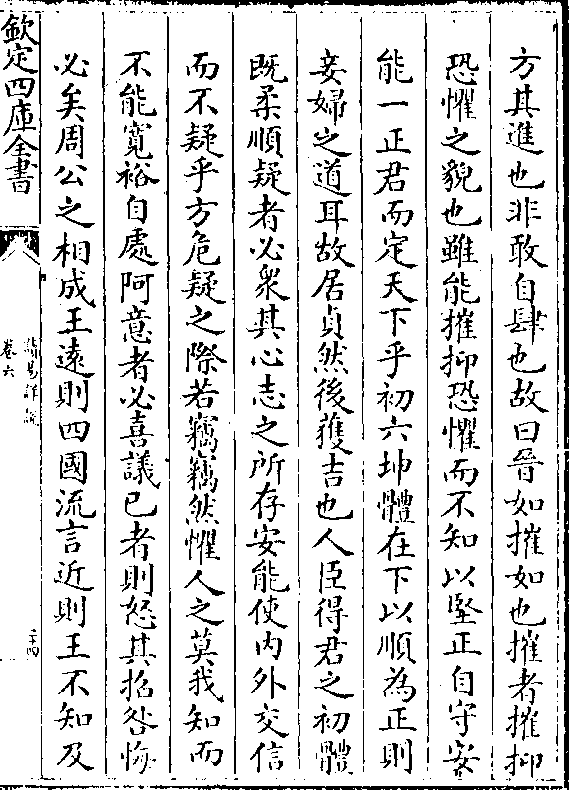 方其進也非敢自肆也故曰晉如摧如也摧者摧抑
恐懼之貌也雖能摧抑恐懼而不知以堅正自守安
能一正君而定天下乎初六坤體在下以順為正則
妾婦之道耳故居貞然後獲吉也人臣得君之初體
既柔順疑者必衆其心志之所存安能使内外交信
而不疑乎方危疑之際若竊竊然懼人之莫我知而
不能寛裕自處阿意者必喜議已者則怒其招咎悔
必矣周公之相成王遠則四國流言近則王不知及
欽定四庫全書
讀易詳説
卷六
二十四